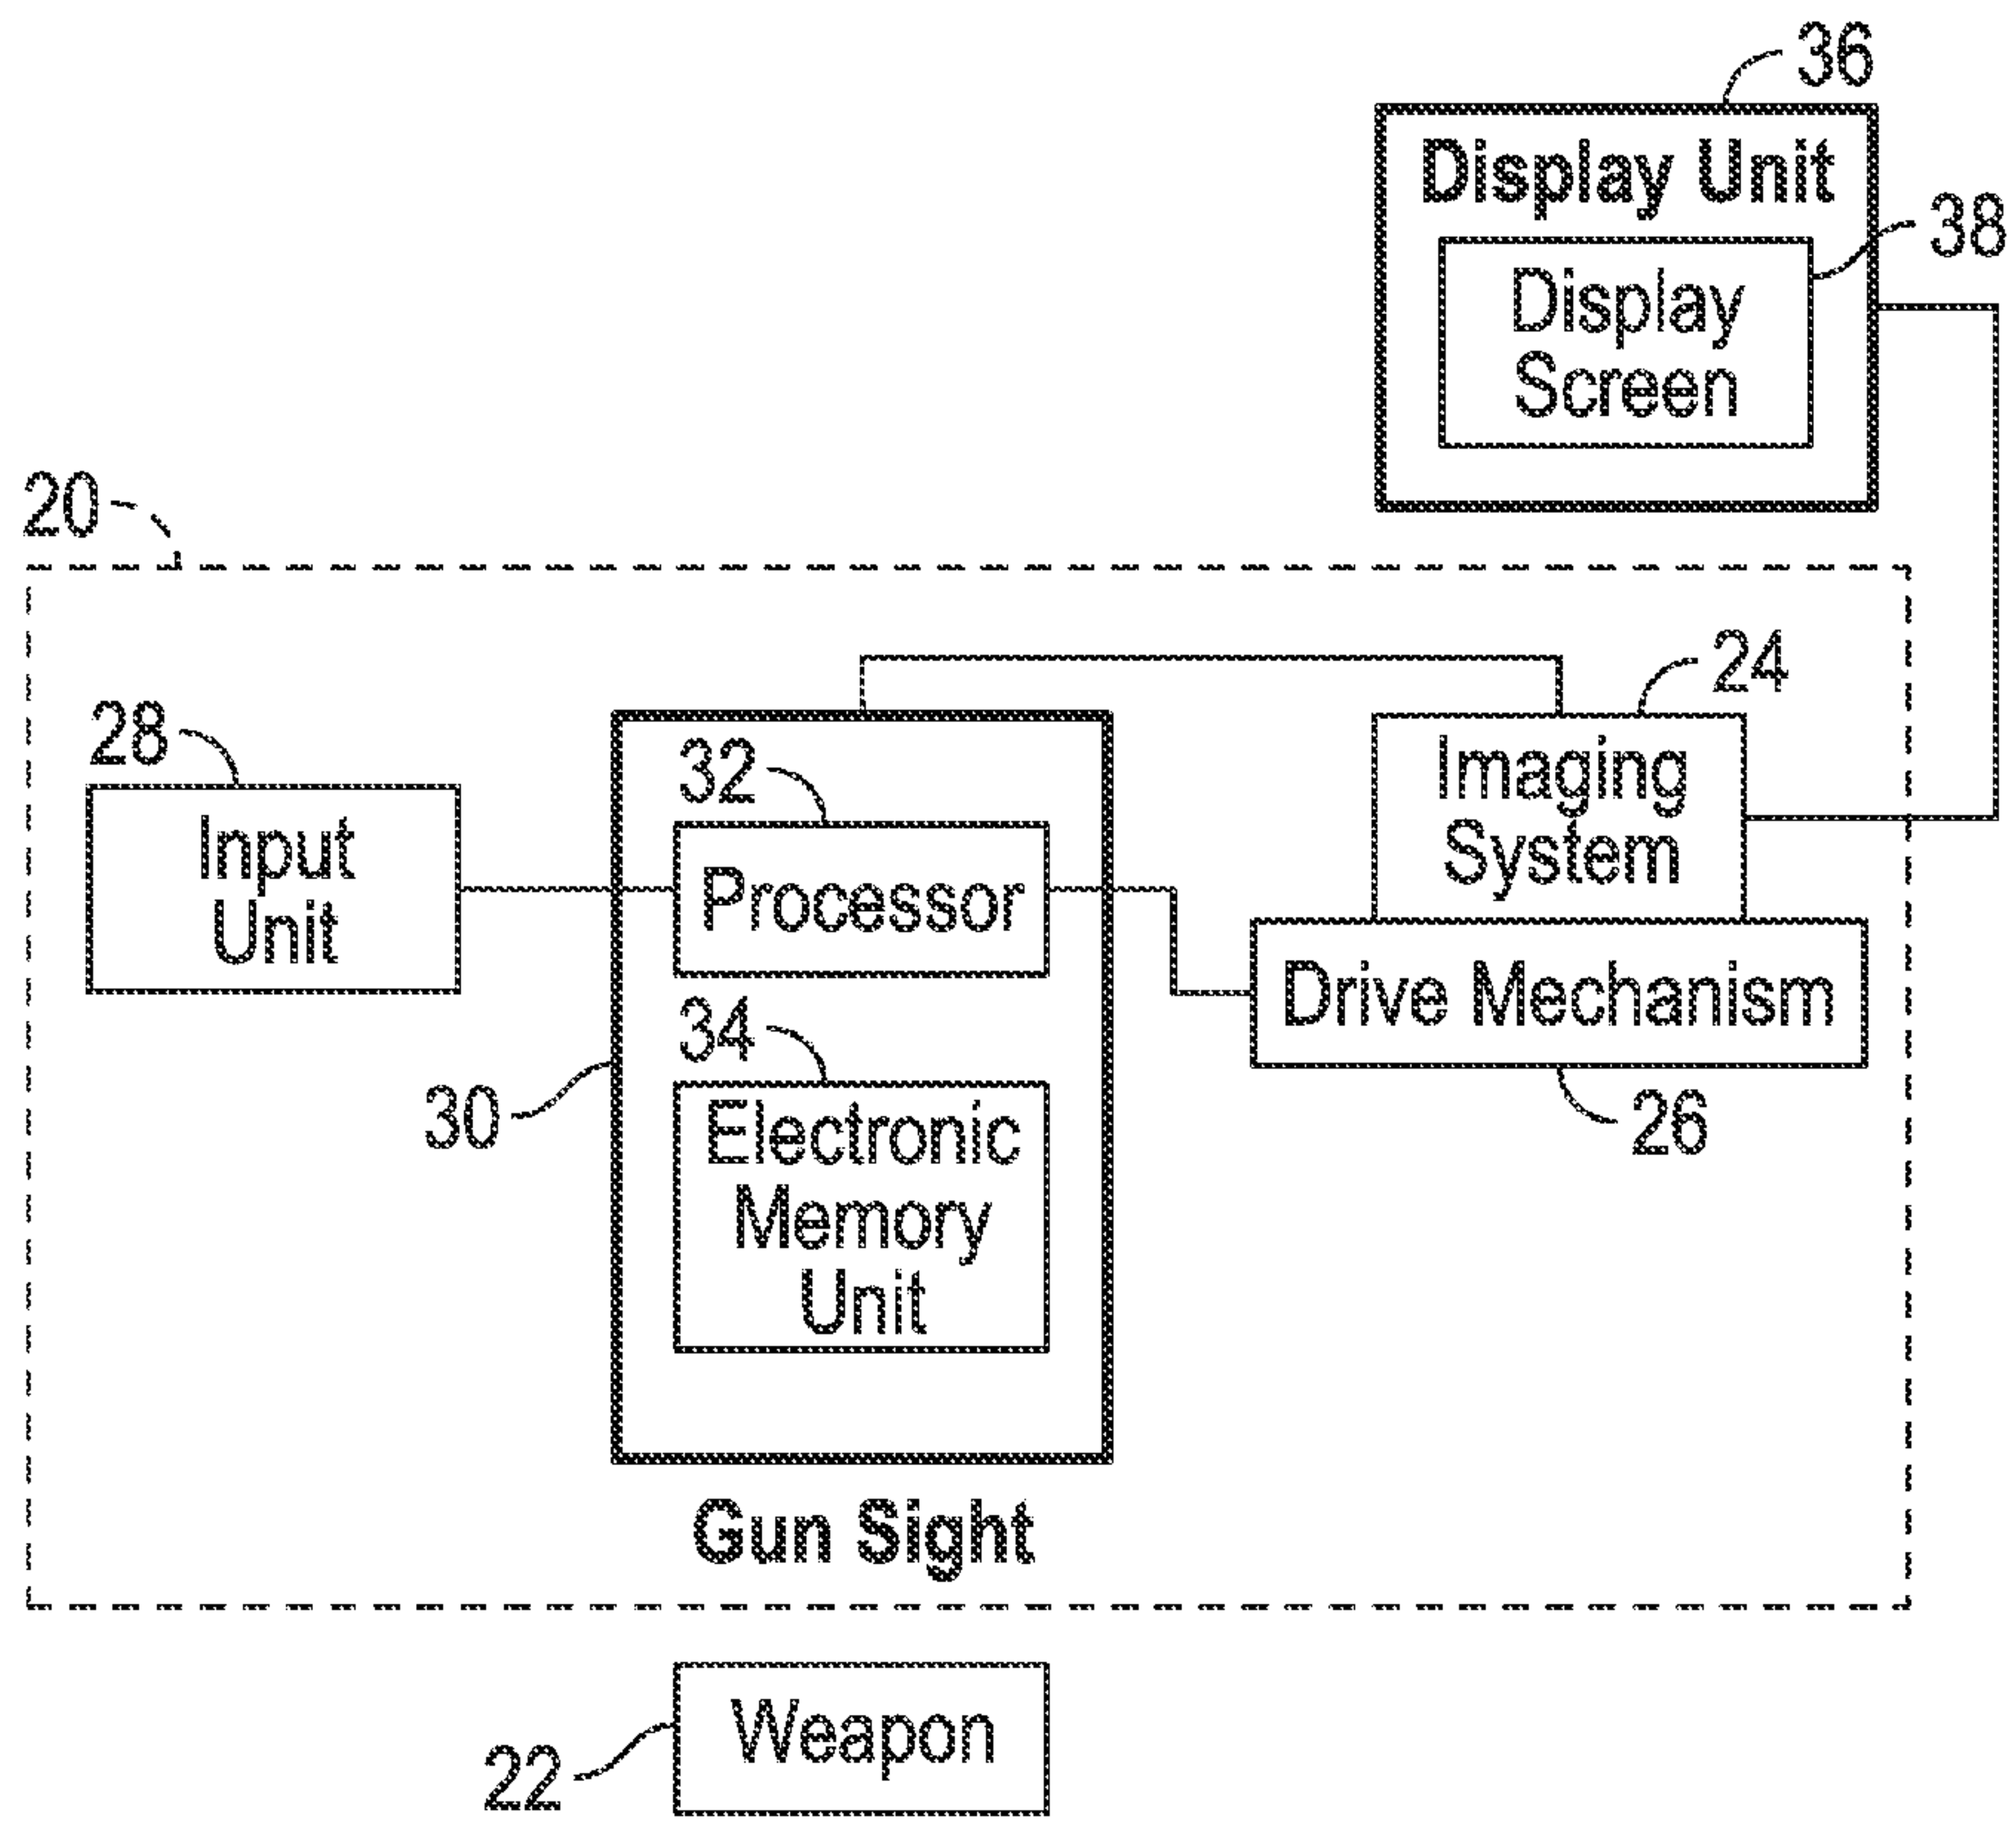 36
Display Unit
38
Display
Screen
20
24
28
32
Imaging
System
Input
Unit
Processor
Drive Mechanism
34
30
26
Electronic
Memory
Unit
Gun Sight
Weapon
22